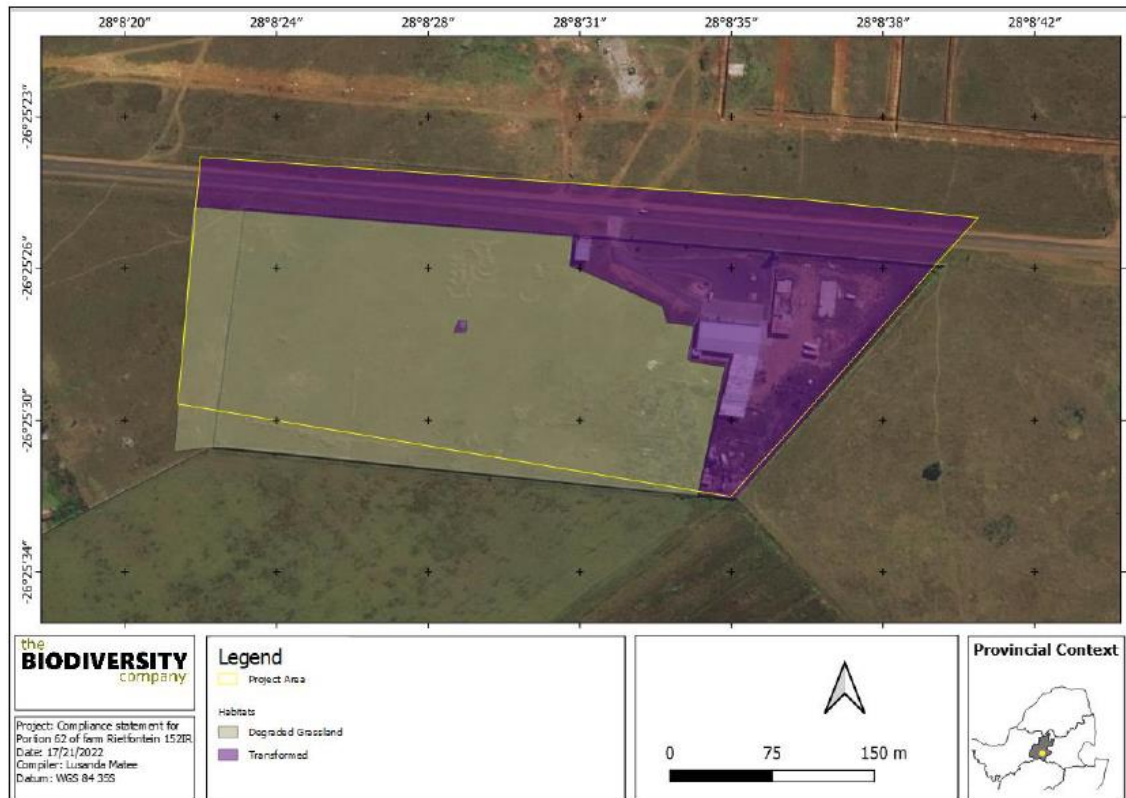 28°8'20" 28°8'24" 28°8'28" 28°8'31" 28°8'35" 28°8'38" 28°8'42"
-26°25'23"
-26°25'26"
-26°25'30"
-26°25'34"
the
BIODIVERSITY
company
Project: Compliance statement for
Portion 62 of farm Rietfontein 152IR
Date: 17/21/2022
Compiler: Lusanda Matee
Datum: WGS 84 35S
Legend
Project Area
Habitats
Degraded Grassland
Transformed
0 75 150 m
Provincial Context